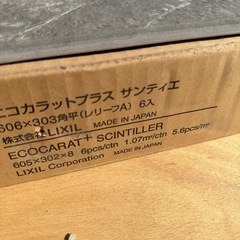 エコカラットプラス サンティエ
606×303角平(レリーフA) 6入
株式会社LIXIL MADE IN JAPAN
ECOCARAT+ SCINTILLER
605×302×8 6pcs/ctn 1.07m²/ctn 5.6pcs/m²
LIXIL Corporation MADE IN JAPAN